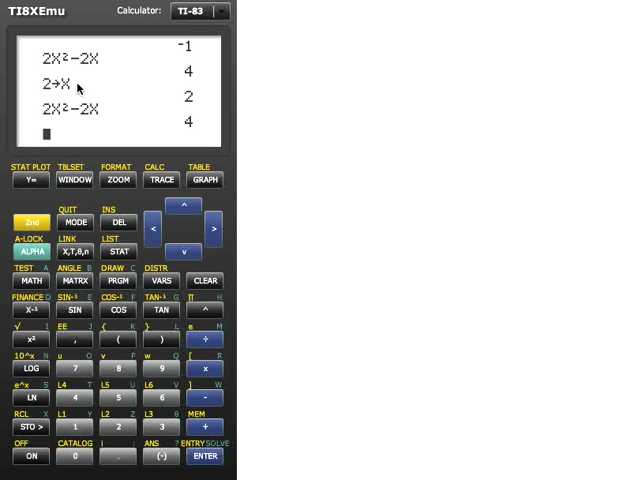 TI8XEmu Calculator: TI-83
-1
2X²-2X
4
2→X
2
2X²-2X
4
STAT PLOT TBLSET FORMAT CALC TABLE
Y= WINDOW ZOOM TRACE GRAPH
QUIT INS
2nd MODE DEL < ^ > v
A-LOCK LINK LIST
ALPHA X,T,θ,n STAT
TEST A ANGLE B DRAW C DISTR
MATH MATRX PRGM VARS CLEAR
FINANCE D SIN-¹ E COS-¹ F TAN-¹ G Π H
X-¹ SIN COS TAN ^
√ I EE J { K } L e M
x² , ( ) ÷
10^x N u O v P w Q [ R
LOG 7 8 9 x
e^x S L4 T L5 U L6 V ] W
LN 4 5 6 -
RCL X L1 Y L2 Z L3 θ MEM
STO > 1 2 3 +
OFF CATALOG i : ANS ? ENTRY SOLVE
ON 0 . (-) ENTER